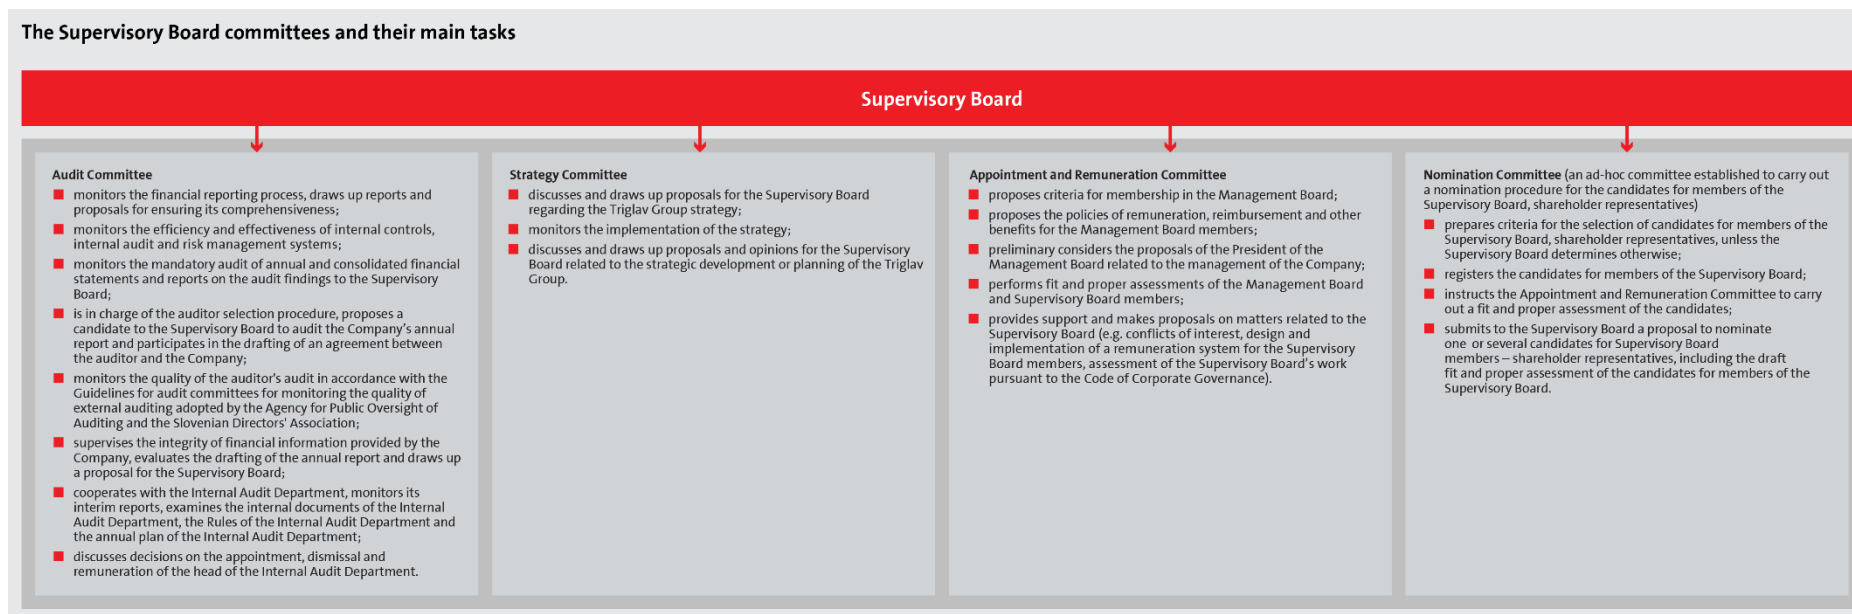 The Supervisory Board committees and their main tasks
Supervisory Board
Audit Committee
monitors the financial reporting process, draws up reports and
proposals for ensuring its comprehensiveness;
monitors the efficiency and effectiveness of internal controls,
internal audit and risk management systems;
monitors the mandatory audit of annual and consolidated financial
statements and reports on the audit findings to the Supervisory
Board;
is in charge of the auditor selection procedure, proposes a
candidate to the Supervisory Board to audit the Company's annual
report and participates in the drafting of an agreement between
the auditor and the Company;
monitors the quality of the auditor's audit in accordance with the
Guidelines for audit committees for monitoring the quality of
external auditing adopted by the Agency for Public Oversight of
Auditing and the Slovenian Directors' Association;
supervises the integrity of financial information provided by the
Company, evaluates the drafting of the annual report and draws up
a proposal for the Supervisory Board;
cooperates with the Internal Audit Department, monitors its
interim reports, examines the internal documents of the Internal
Audit Department, the Rules of the Internal Audit Department and
the annual plan of the Internal Audit Department;
discusses decisions on the appointment, dismissal and
remuneration of the head of the Internal Audit Department.
Strategy Committee
discusses and draws up proposals for the Supervisory Board
regarding the Triglav Group strategy;
monitors the implementation of the strategy;
discusses and draws up proposals and opinions for the Supervisory
Board related to the strategic development or planning of the Triglav
Group.
Appointment and Remuneration Committee
proposes criteria for membership in the Management Board;
proposes the policies of remuneration, reimbursement and other
benefits for the Management Board members;
preliminary considers the proposals of the President of the
Management Board related to the management of the Company;
performs fit and proper assessments of the Management Board
and Supervisory Board members;
provides support and makes proposals on matters related to the
Supervisory Board (e.g. conflicts of interest, design and
implementation of a remuneration system for the Supervisory
Board members, assessment of the Supervisory Board's work
pursuant to the Code of Corporate Governance).
Nomination Committee (an ad-hoc committee established to carry out
a nomination procedure for the candidates for members of the
Supervisory Board, shareholder representatives)
prepares criteria for the selection of candidates for members of the
Supervisory Board, shareholder representatives, unless the
Supervisory Board determines otherwise;
registers the candidates for members of the Supervisory Board;
instructs the Appointment and Remuneration Committee to carry
out a fit and proper assessment of the candidates;
submits to the Supervisory Board a proposal to nominate
one or several candidates for Supervisory Board
members – shareholder representatives, including the draft
fit and proper assessment of the candidates for members of the
Supervisory Board.